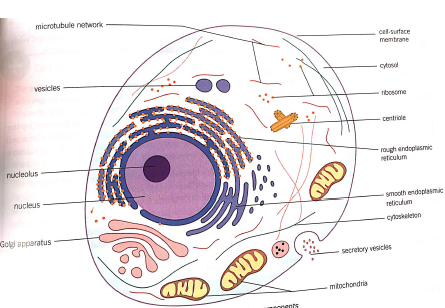 microtubule network
cell-surface
membrane
cytosol
vesicles
ribosome
centriole
rough endoplasmic
reticulum
nucleolus
smooth endoplasmic
reticulum
nucleus
cytoskeleton
Golgi apparatus
secretory vesicles
mitochondria